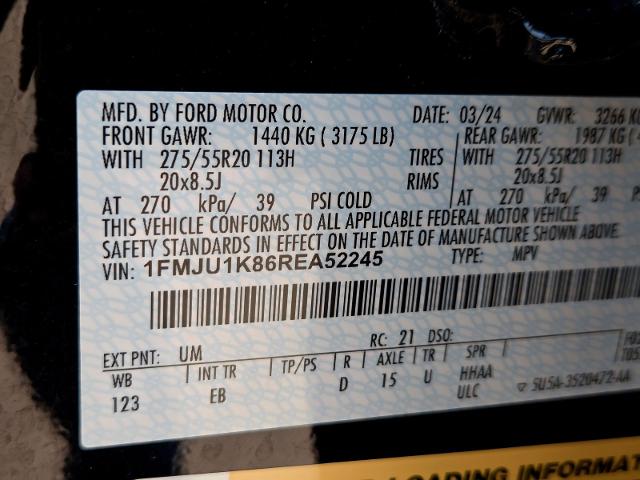 MFD. BY FORD MOTOR CO. DATE: 03/24 GVWR: 3266 K
FRONT GAWR: 1440 KG ( 3175 LB) REAR GAWR: 1987 KG (
WITH 275/55R20 113H TIRES WITH 275/55R20 113H
20x8.5J RIMS 20x8.5J
AT 270 kPa/ 39 PSI COLD AT 270 kPa/ 39 P
THIS VEHICLE CONFORMS TO ALL APPLICABLE FEDERAL MOTOR VEHICLE
SAFETY STANDARDS IN EFFECT ON THE DATE OF MANUFACTURE SHOWN ABOVE.
VIN: 1FMJU1K86REA52245 TYPE: MPV
EXT PNT: UM RC: 21 DSO:
WB INT TR TP/PS R AXLE TR SPR
123 EB D 15 U HHAA
ULC 5U5A-3520472-AA
LOADING INFORMAT